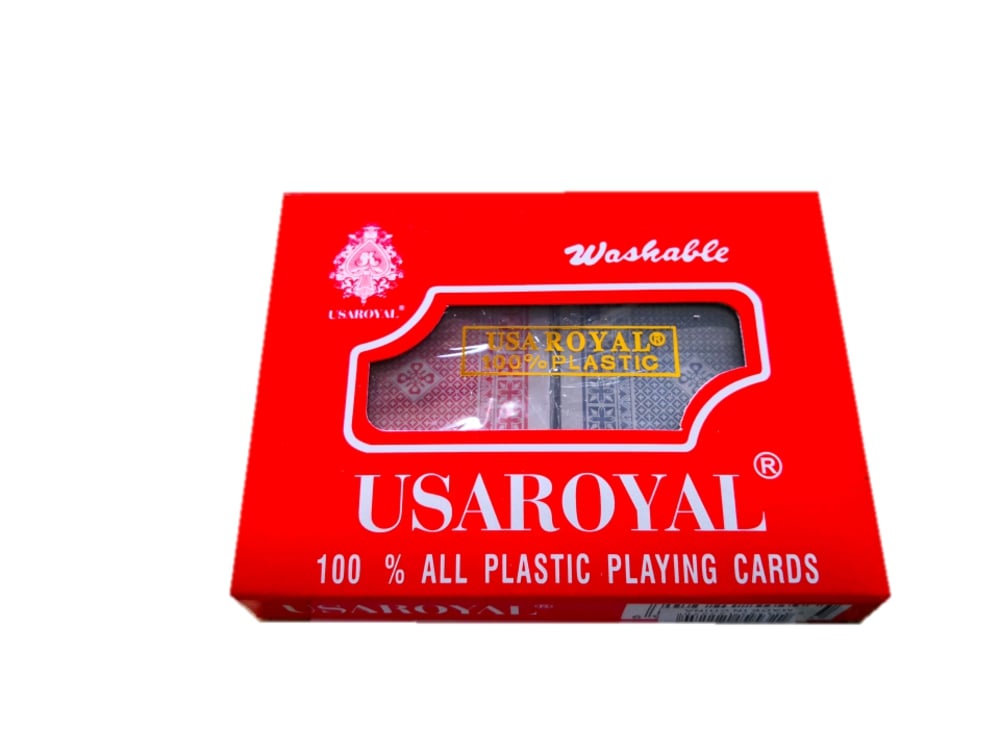 Washable
USAROYAL®
USA ROYAL®
100% PLASTIC
USAROYAL®
100 % ALL PLASTIC PLAYING CARDS
USAROYAL®